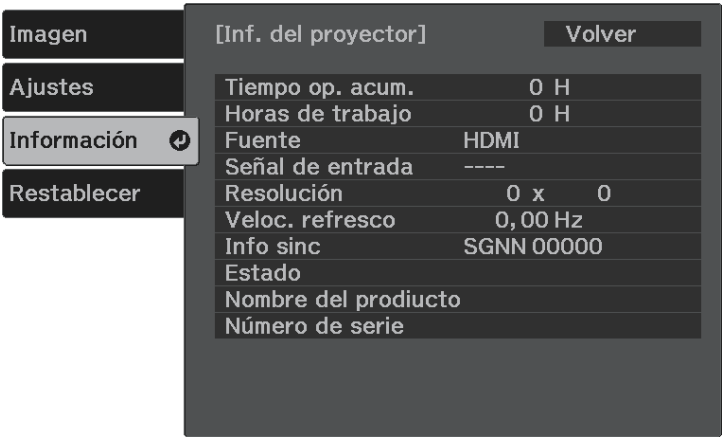 Imagen
[Inf. del proyector] Volver
Ajustes
Tiempo op. acum. 0 H
Horas de trabajo 0 H
Información
Fuente HDMI
Señal de entrada ----
Restablecer
Resolución 0 x 0
Veloc. refresco 0,00 Hz
Info sinc SGNN 00000
Estado
Nombre del prodiucto
Número de serie